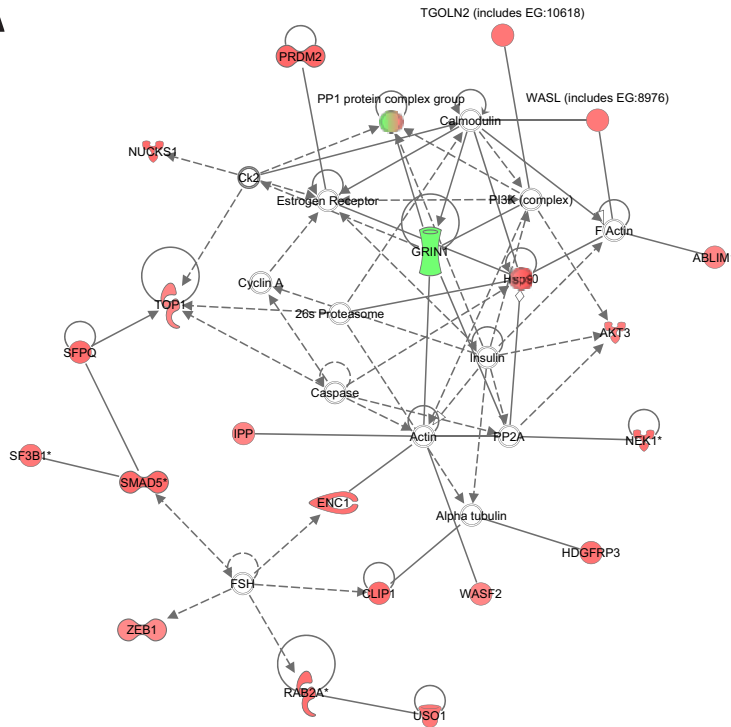 TGOLN2 (includes EG:10618)
PRDM2
PP1 protein complex group
WASL (includes EG:8976)
Calmodulin
NUCKS1
Ck2
Estrogen Receptor
PI3K (complex)
F Actin
GRIN1
ABLIM
Hsp90
Cyclin A
TOP1
26s Proteasome
AKT3
SFPQ
Insulin
Caspase
IPP
Actin
PP2A
NEK1*
SF3B1*
SMAD5*
ENC1
Alpha tubulin
HDGFRP3
FSH
CLIP1
WASF2
ZEB1
RAB2A*
USO1